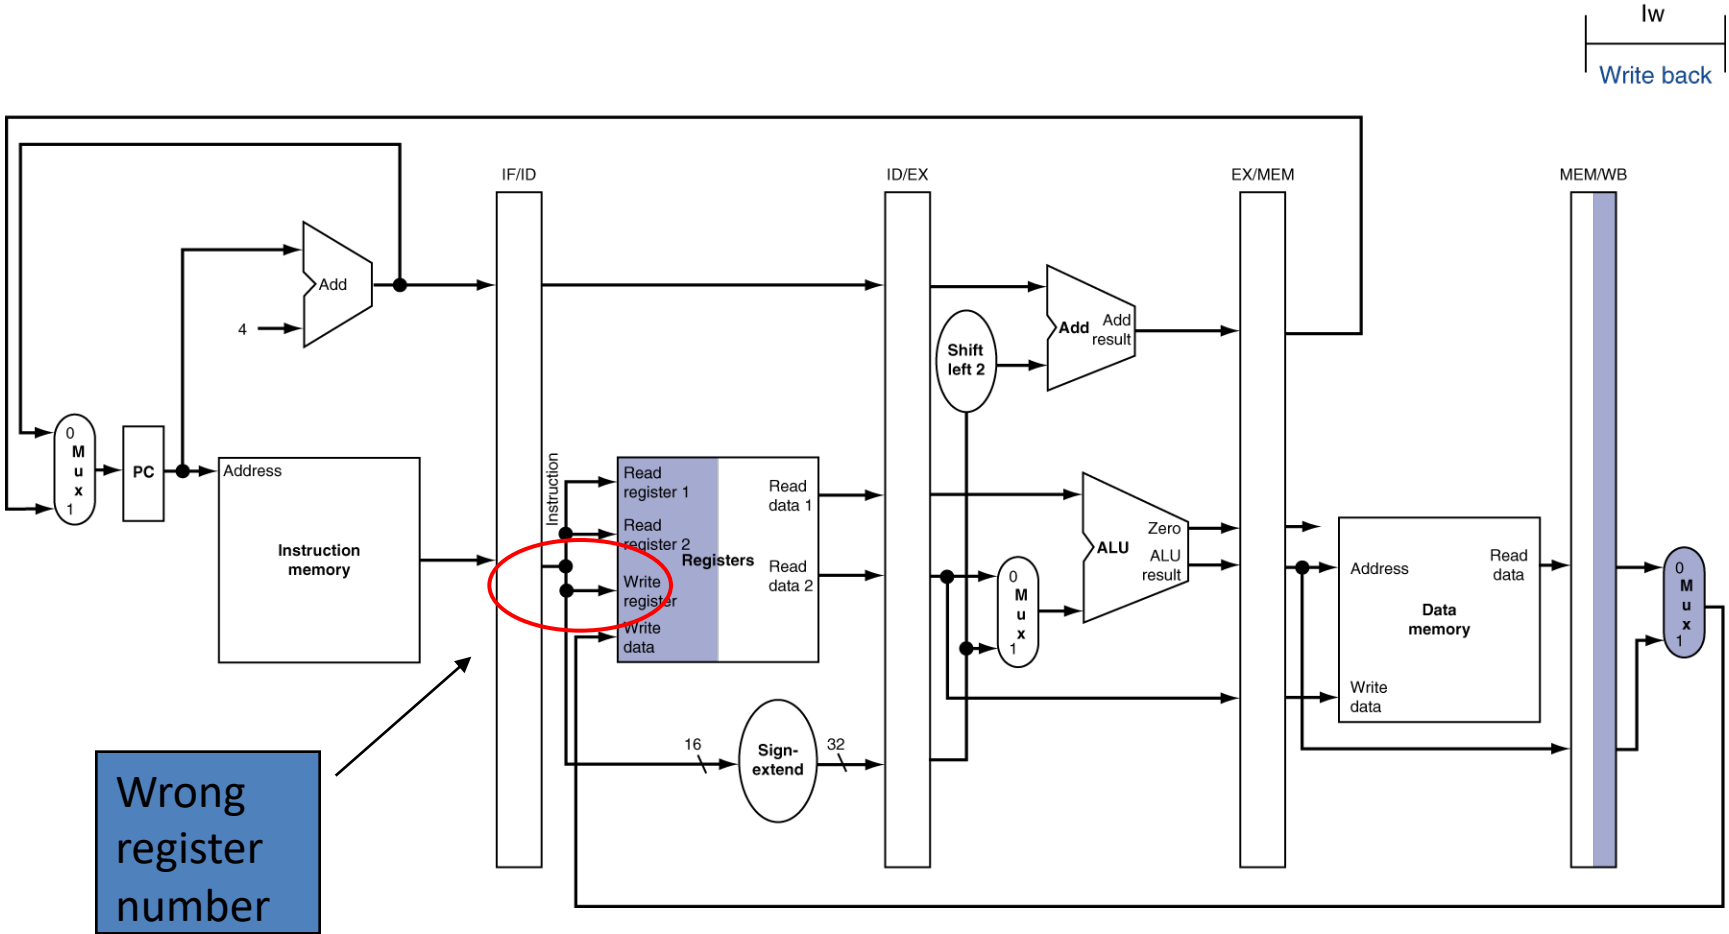 lw
Write back
IF/ID
ID/EX
EX/MEM
MEM/WB
Add
4
Shift
left 2
Add
Add
result
0
M
u
x
1
PC
Address
Instruction
memory
Instruction
Read
register 1
Read
register 2
Write
register
Write
data
Registers
Read
data 1
Read
data 2
0
M
u
x
1
Zero
ALU
ALU
result
Address
Read
data
Data
memory
Write
data
0
M
u
x
1
16
Sign-
extend
32
Wrong
register
number